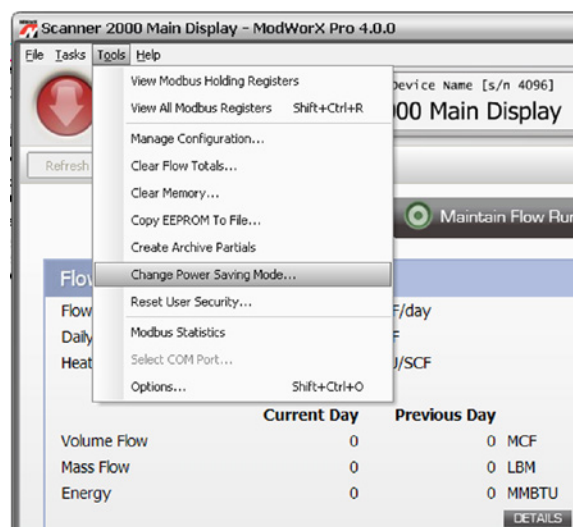 Scanner 2000 Main Display - ModWorX Pro 4.0.0
File Tasks Tools Help
Device Name [s/n 4096]
00 Main Display
Refresh
View Modbus Holding Registers
View All Modbus Registers Shift+Ctrl+R
Manage Configuration...
Clear Flow Totals...
Clear Memory...
Copy EEPROM To File...
Create Archive Partials
Change Power Saving Mode...
Reset User Security...
Modbus Statistics
Select COM Port...
Options... Shift+Ctrl+O
Maintain Flow Run
Flow
Flow F/day
Daily F
Heat J/SCF
Current Day Previous Day
Volume Flow 0 0 MCF
Mass Flow 0 0 LBM
Energy 0 0 MMBTU
DETAILS